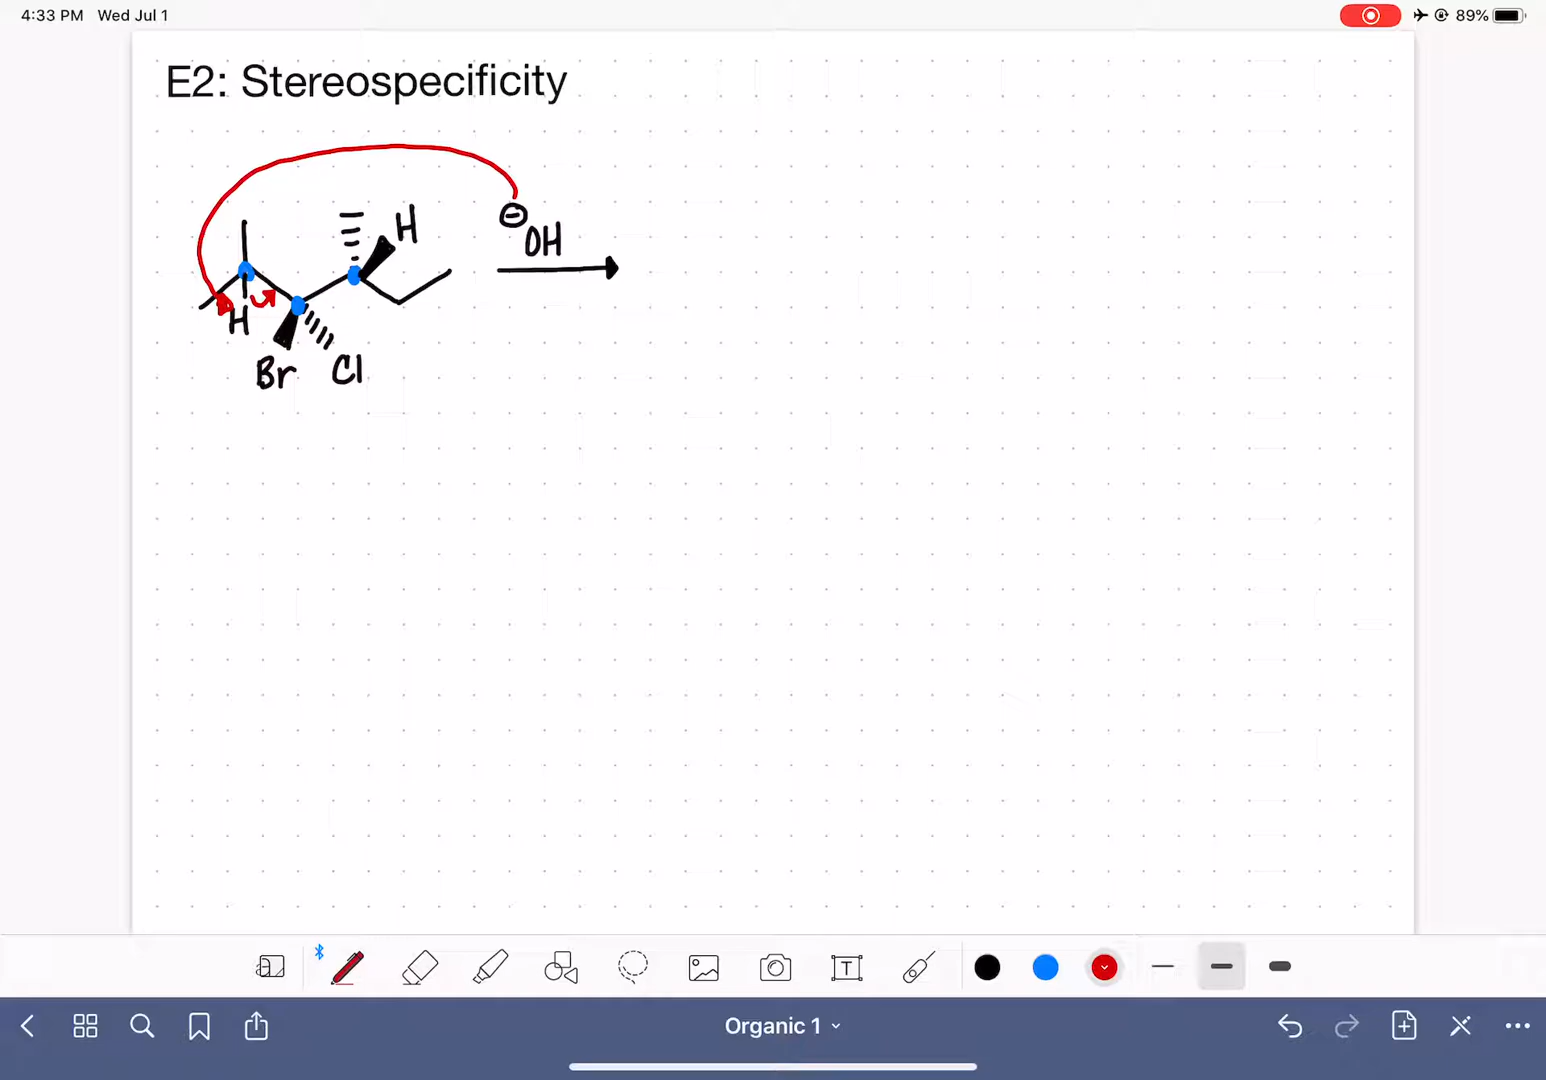 4:33 PM Wed Jul 1
89%
E2: Stereospecificity
H
⊖
OH
H
Br Cl
T
Organic 1